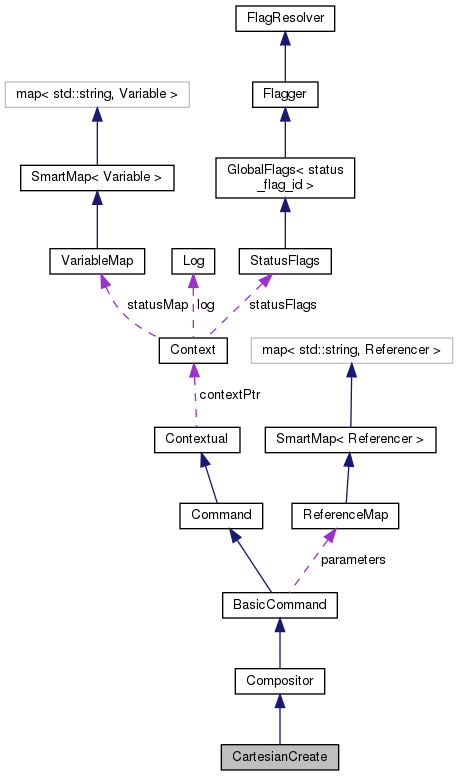 FlagResolver
map< std::string, Variable >
Flagger
SmartMap< Variable >
GlobalFlags< status
_flag_id >
VariableMap
Log
StatusFlags
statusMap
log
statusFlags
Context
map< std::string, Referencer >
contextPtr
Contextual
SmartMap< Referencer >
Command
ReferenceMap
parameters
BasicCommand
Compositor
CartesianCreate